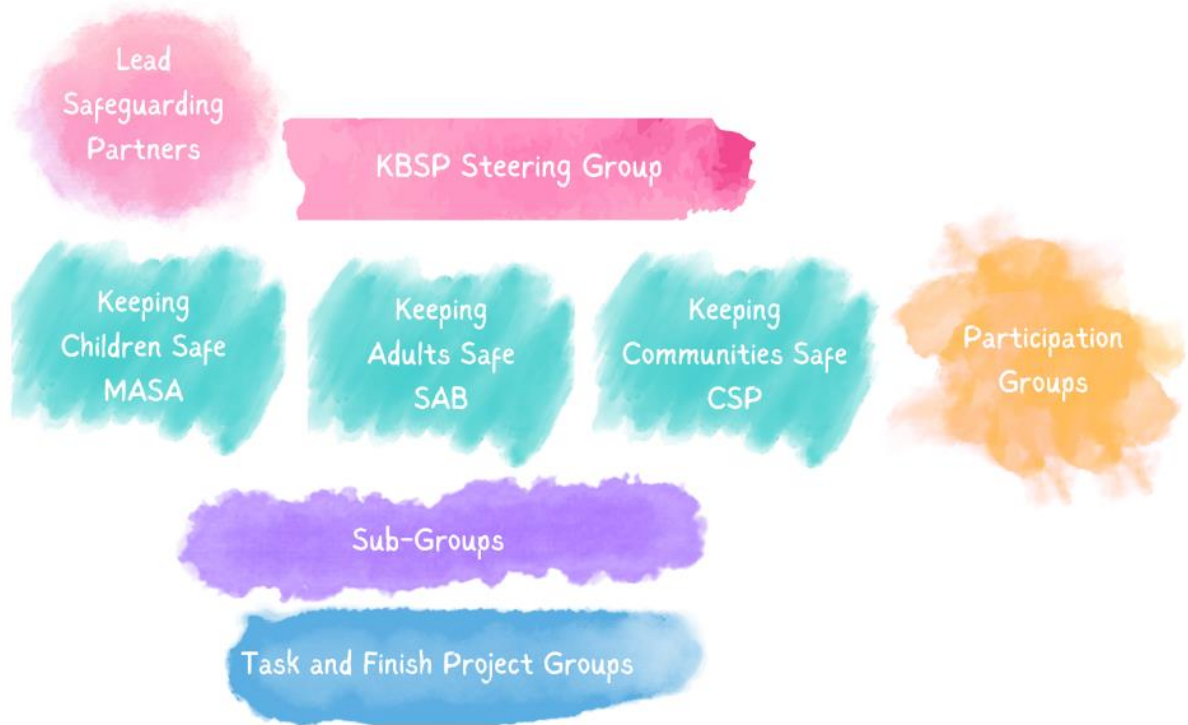 Lead
Safeguarding
Partners
KBSP Steering Group
Keeping
Children Safe
MASA
Keeping
Adults Safe
SAB
Keeping
Communities Safe
CSP
Participation
Groups
Sub-Groups
Task and Finish Project Groups